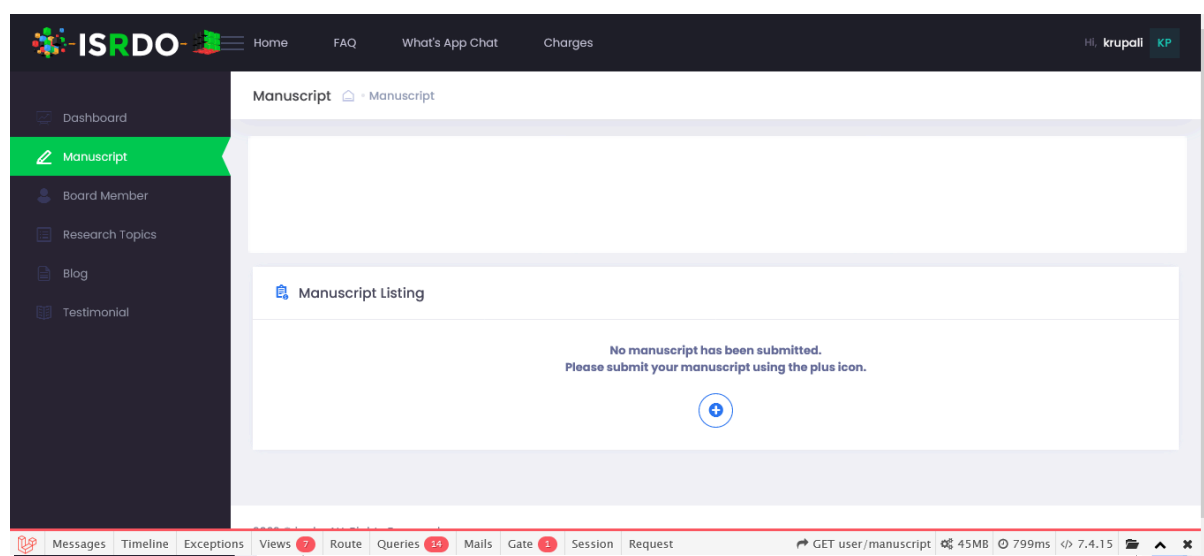 ISRDO
Home FAQ What's App Chat Charges Hi, krupali KP
Manuscript Manuscript
Dashboard
Manuscript
Board Member
Research Topics
Blog
Testimonial
Manuscript Listing
No manuscript has been submitted.
Please submit your manuscript using the plus icon.
Messages Timeline Exceptions Views 7 Route Queries 14 Mails Gate 1 Session Request GET user/manuscript 45MB 799ms 7.4.15